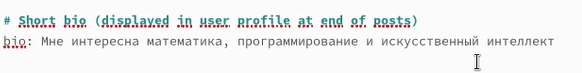 # Short bio (displayed in user profile at end of posts)
bio: Мне интересна математика, программирование и искусственный интеллект